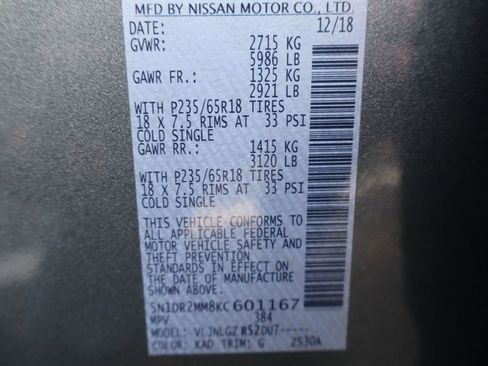 MFD BY NISSAN MOTOR CO., LTD.
DATE: 12/18
GVWR: 2715 KG
5986 LB
GAWR FR.: 1325 KG
2921 LB
WITH P235/65R18 TIRES
18 X 7.5 RIMS AT 33 PSI
COLD SINGLE
GAWR RR.: 1415 KG
3120 LB
WITH P235/65R18 TIRES
18 X 7.5 RIMS AT 33 PSI
COLD SINGLE
THIS VEHICLE CONFORMS TO
ALL APPLICABLE FEDERAL
MOTOR VEHICLE SAFETY AND
THEFT PREVENTION
STANDARDS IN EFFECT ON
THE DATE OF MANUFACTURE
5N1DR2MM8KC601167
MPV 384
MODEL: VLJNLGZ R52DU7-----
COLOR: KAD TRIM: G ZS30A